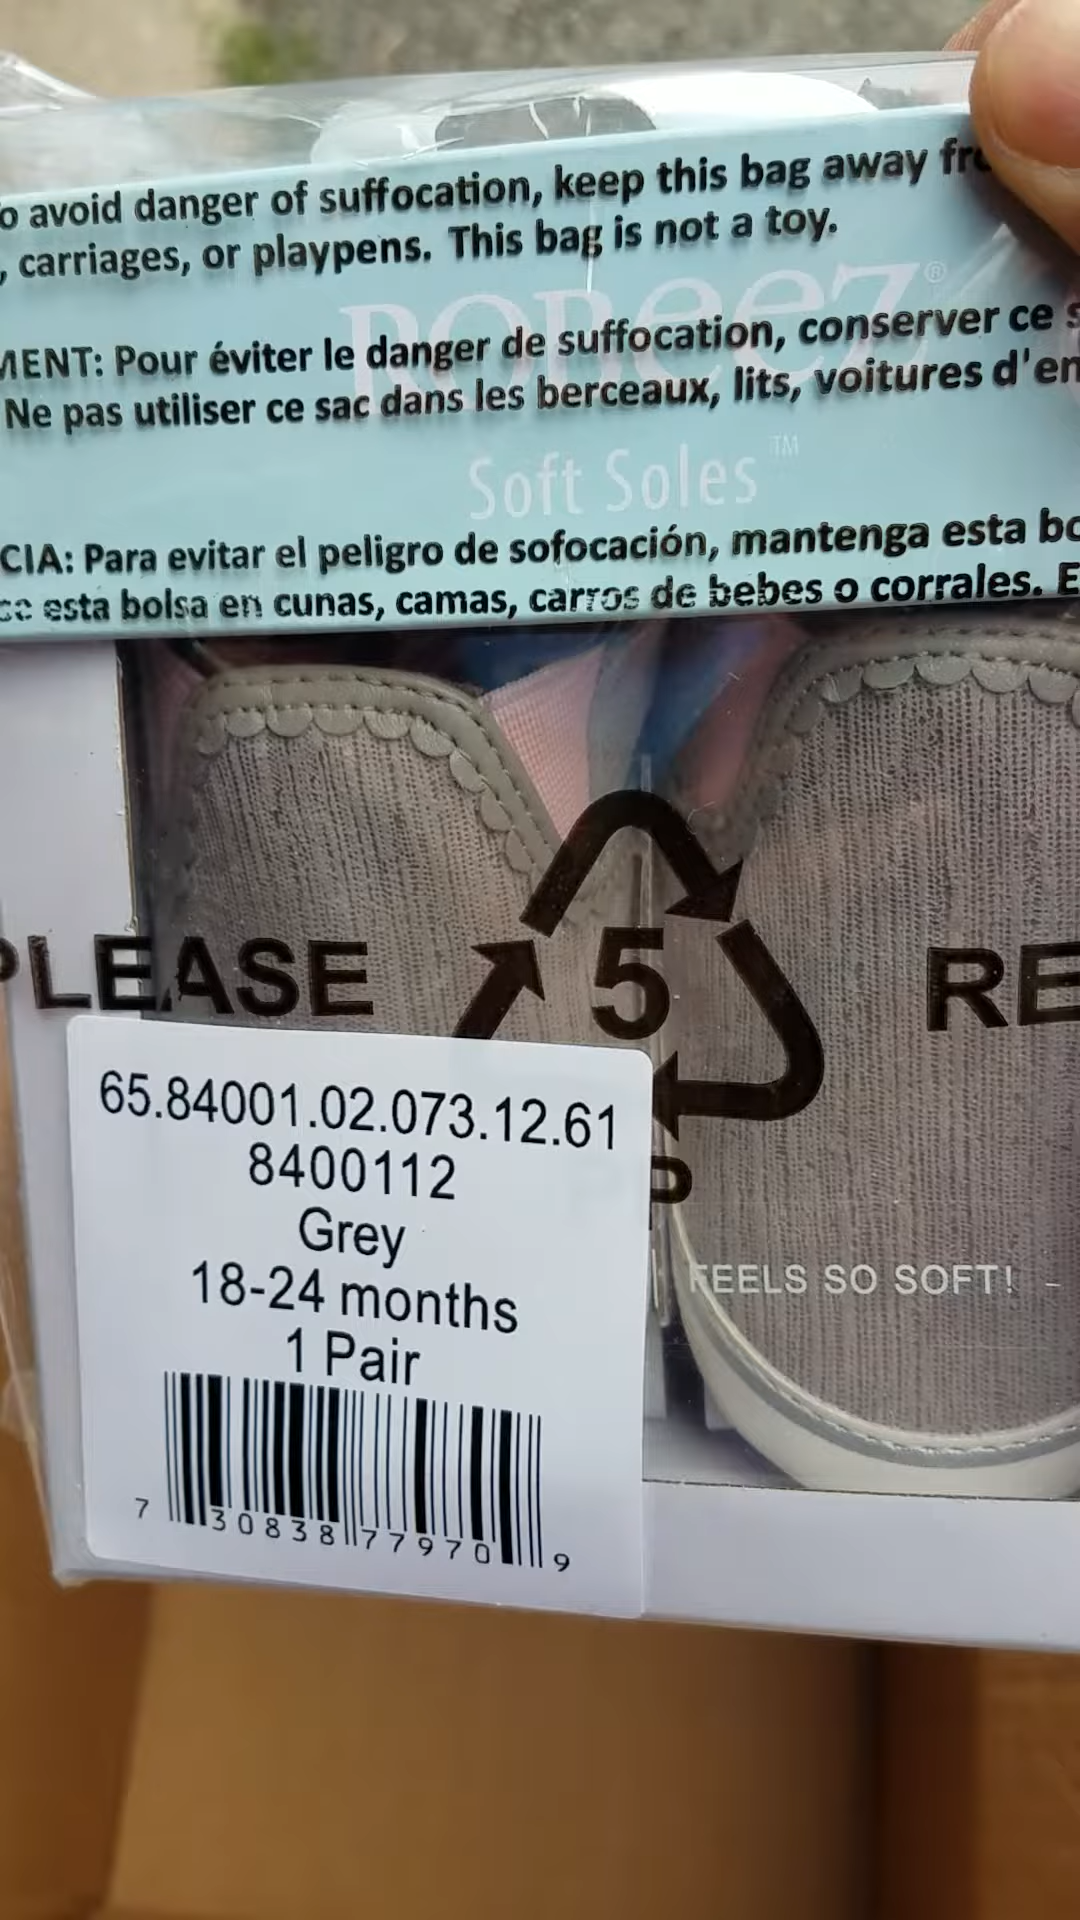 o avoid danger of suffocation, keep this bag away fr
, carriages, or playpens. This bag is not a toy.
ROBeeZ®
MENT: Pour éviter le danger de suffocation, conserver ce s
Ne pas utiliser ce sac dans les berceaux, lits, voitures d'en
Soft Soles™
CIA: Para evitar el peligro de sofocación, mantenga esta bo
ce esta bolsa en cunas, camas, carros de bebes o corrales. E
PLEASE 5 RE
P
65.84001.02.073.12.61
8400112
Grey
18-24 months
1 Pair
7 30838 77970 9
FEELS SO SOFT! -